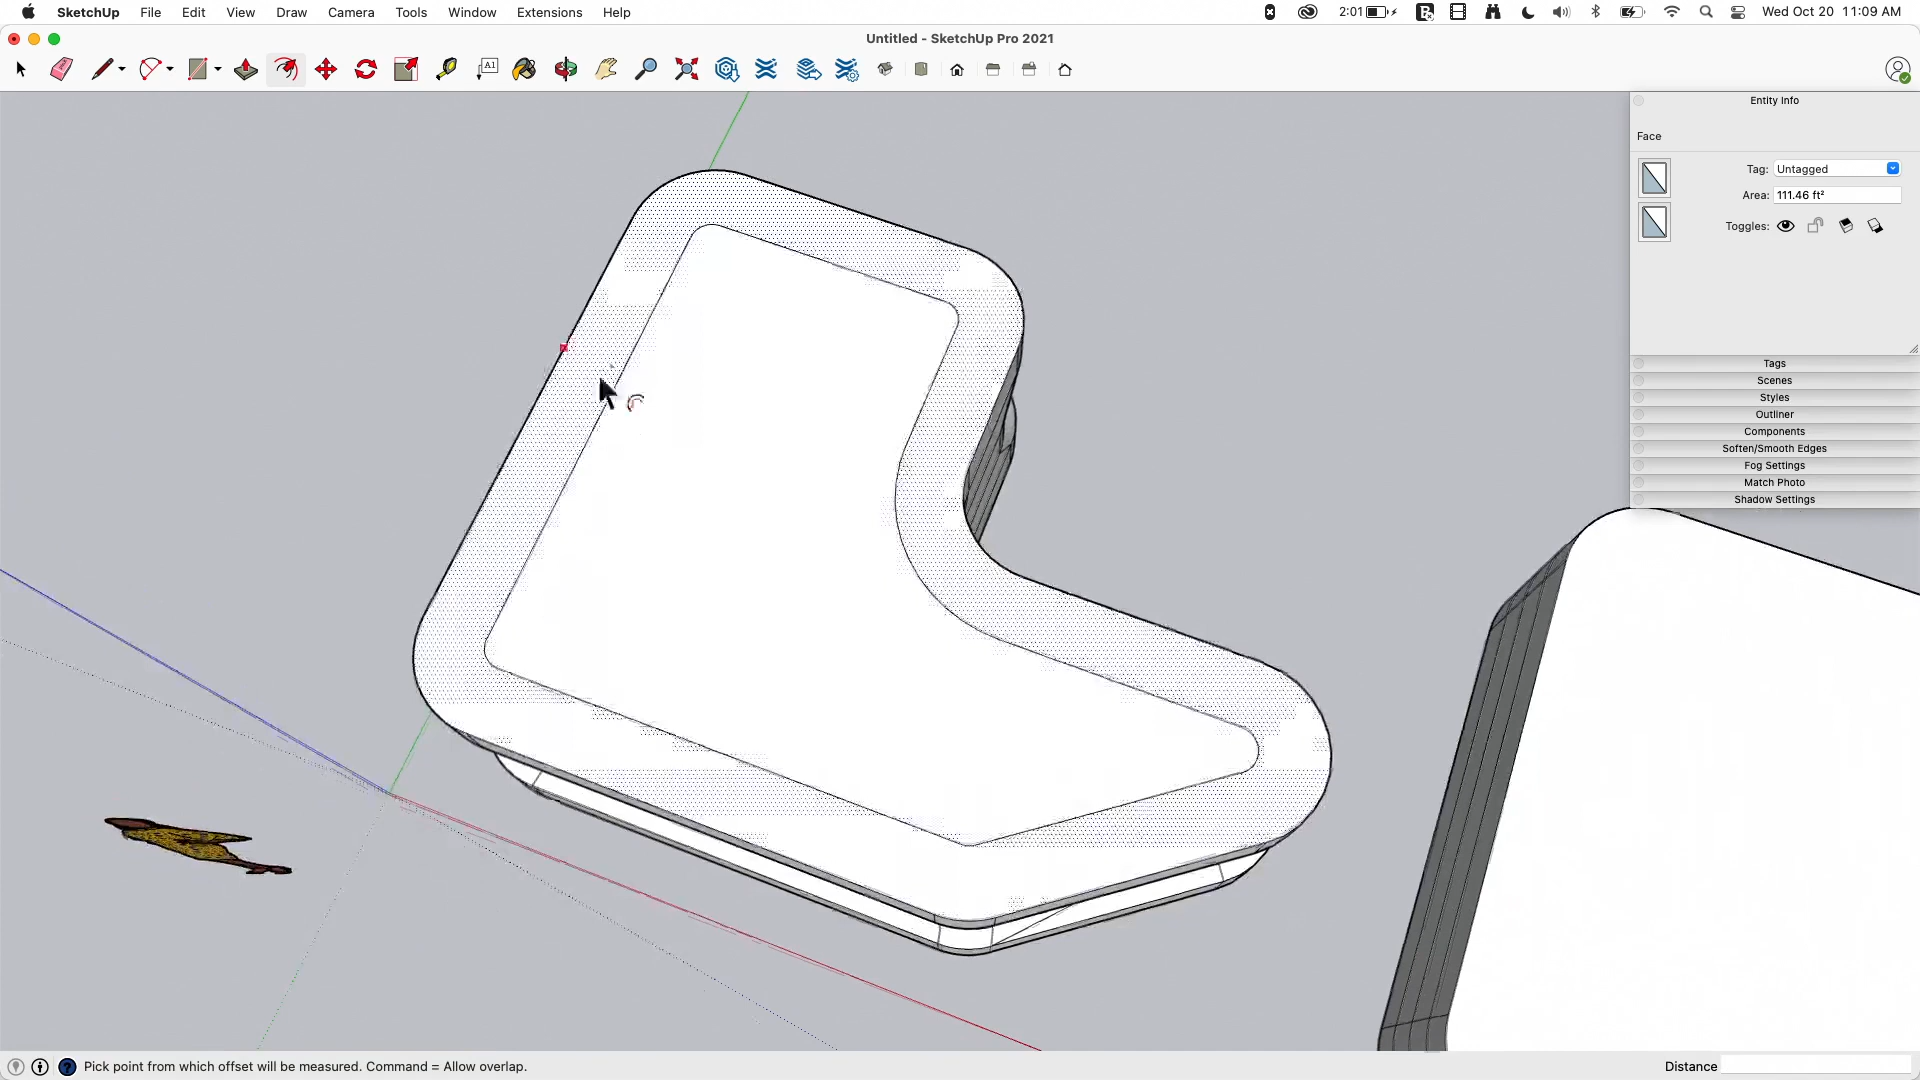 SketchUp File Edit View Draw Camera Tools Window Extensions Help 2:01 Wed Oct 20 11:09 AM
Untitled - SketchUp Pro 2021
A1
Entity Info
Face
Tag: Untagged
Area: 111.46 ft²
Toggles:
Tags
Scenes
Styles
Outliner
Components
Soften/Smooth Edges
Fog Settings
Match Photo
Shadow Settings
Pick point from which offset will be measured. Command = Allow overlap. Distance